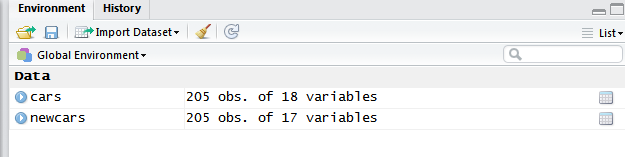 Environment History
Import Dataset List
Global Environment
Data
cars 205 obs. of 18 variables
newcars 205 obs. of 17 variables